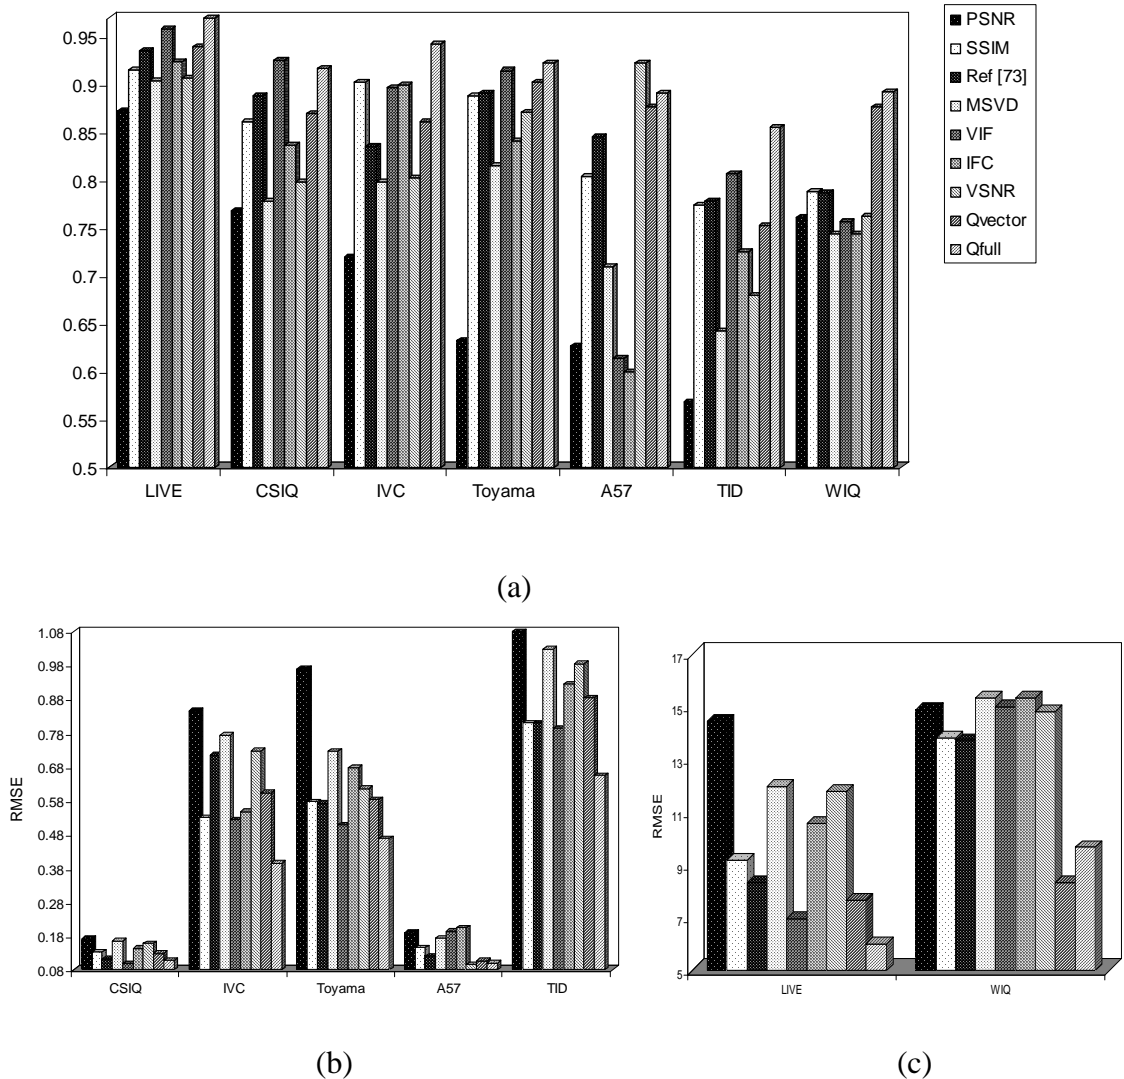 0.95
0.9
0.85
0.8
0.75
0.7
0.65
0.6
0.55
0.5
LIVE CSIQ IVC Toyama A57 TID WIQ
PSNR
SSIM
Ref [73]
MSVD
VIF
IFC
VSNR
Qvector
Qfull
(a)
RMSE
1.08
0.98
0.88
0.78
0.68
0.58
0.48
0.38
0.28
0.18
0.08
CSIQ IVC Toyama A57 TID
(b)
RMSE
17
15
13
11
9
7
5
LIVE WIQ
(c)